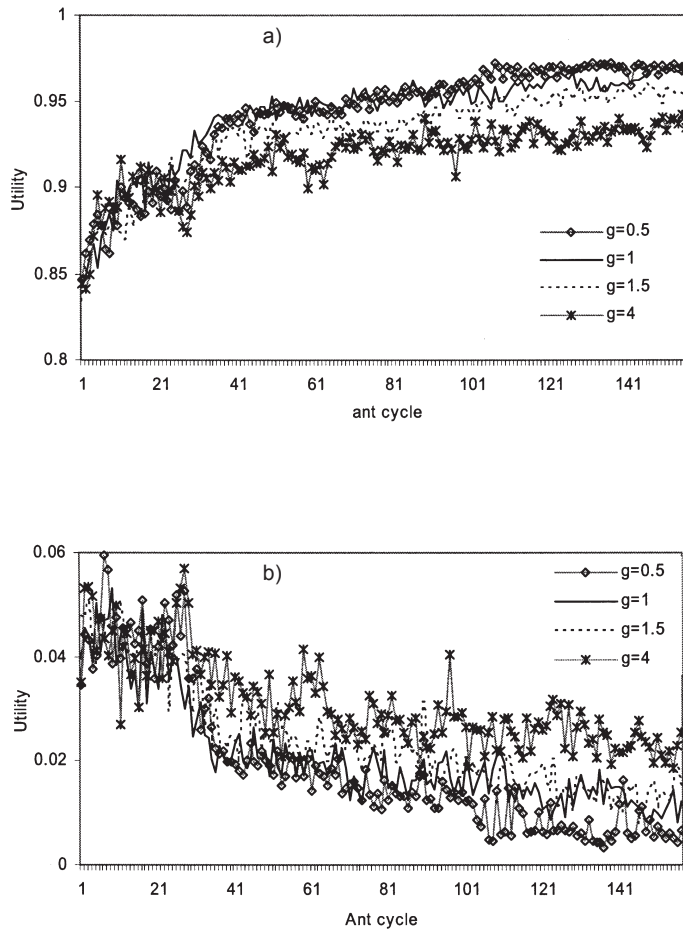 a)
1
0.95
0.9
0.85
0.8
Utility
g=0.5
g=1
g=1.5
g=4
1 21 41 61 81 101 121 141
ant cycle
b)
0.06
0.04
0.02
0
Utility
g=0.5
g=1
g=1.5
g=4
1 21 41 61 81 101 121 141
Ant cycle